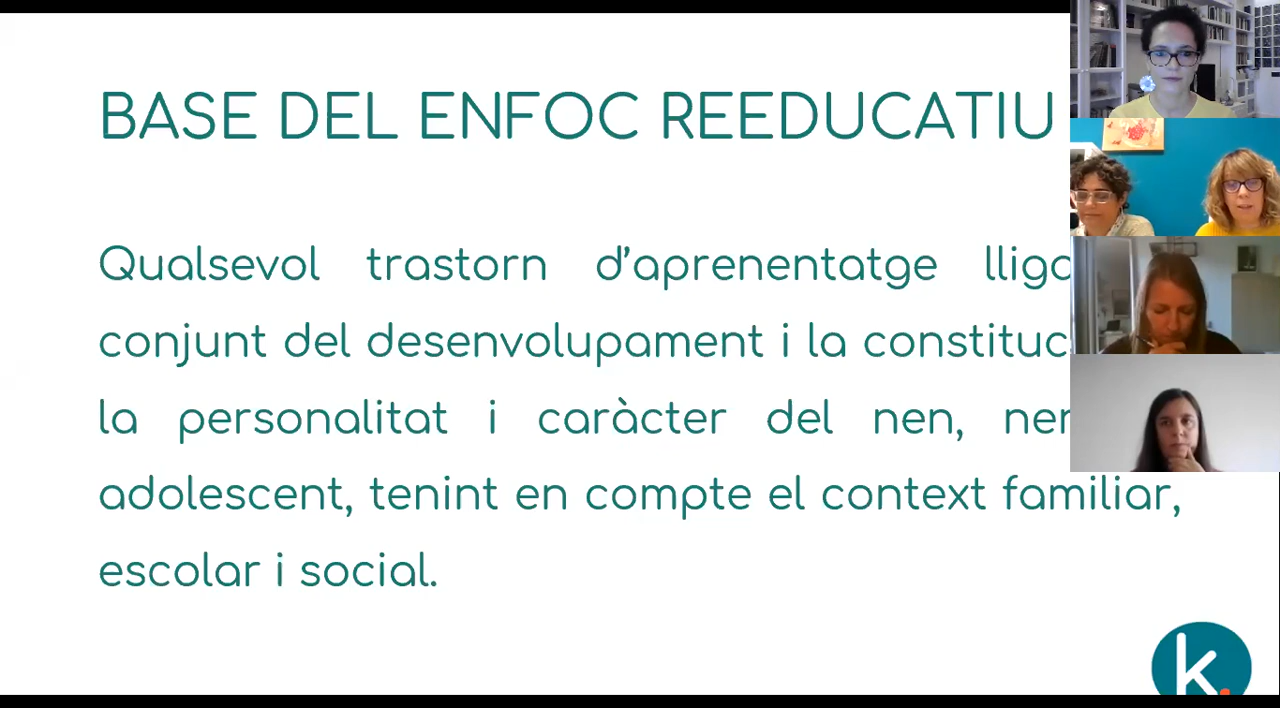 BASE DEL ENFOC REEDUCATIU
Qualsevol trastorn d’aprenentatge
conjunt del desenvolupament i la
la personalitat i caràcter del nen,
adolescent, tenint en compte el context familiar,
escolar i social.
k.